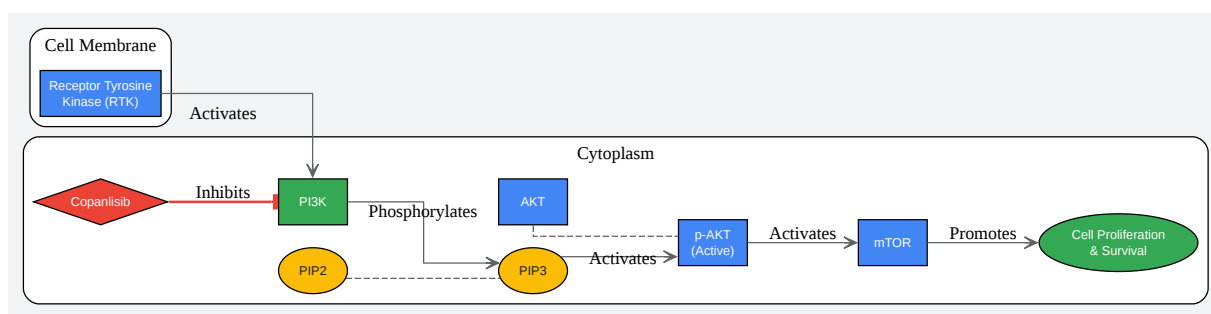 Cell Membrane
Receptor Tyrosine
Kinase (RTK)
Activates
Cytoplasm
Copanlisib
Inhibits
PI3K
Phosphorylates
AKT
PIP2
PIP3
Activates
p-AKT
(Active)
Activates
mTOR
Promotes
Cell Proliferation
& Survival